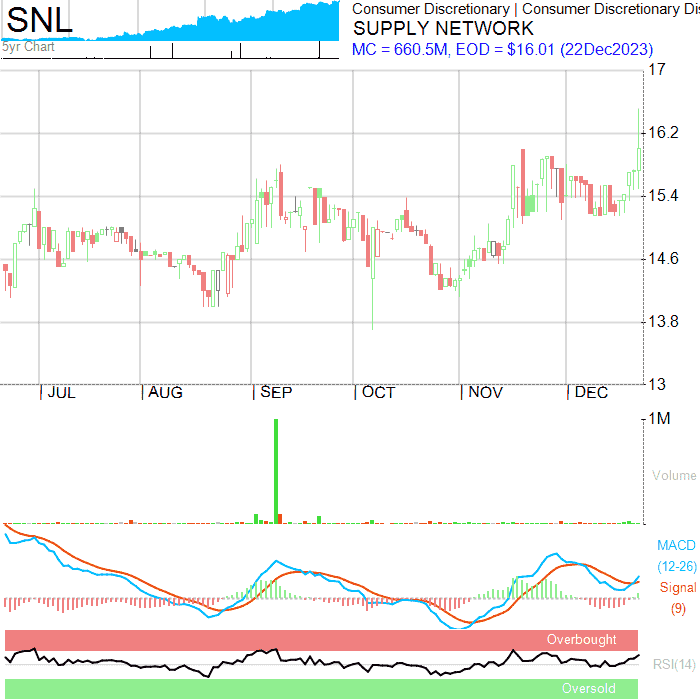 SNL
5yr Chart
Consumer Discretionary | Consumer Discretionary Dis
SUPPLY NETWORK
MC = 660.5M, EOD = $16.01 (22Dec2023)
17
16.2
15.4
14.6
13.8
13
JUL AUG SEP OCT NOV DEC
1M
Volume
MACD
(12-26)
Signal
(9)
Overbought
RSI(14)
Oversold